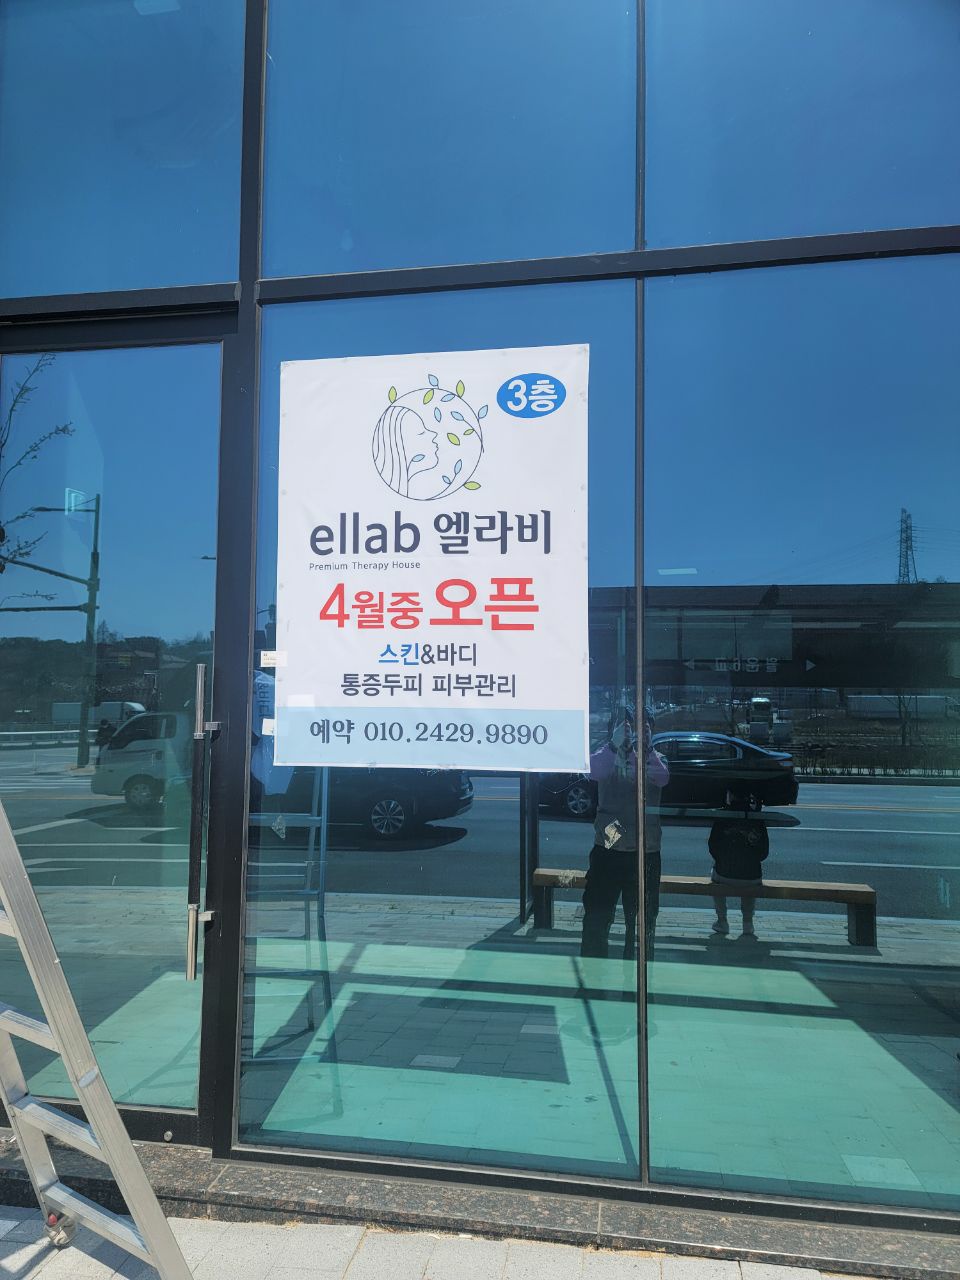 3층
ellab 엘라비
Premium Therapy House
4월중 오픈
스킨&바디
통증두피 피부관리
예약 010.2429.9890